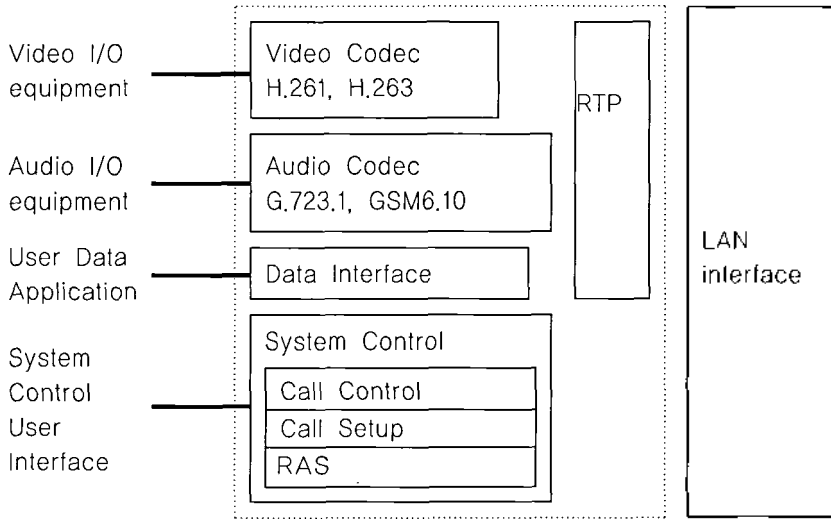 Video I/O
equipment
Video Codec
H.261, H.263
RTP
Audio I/O
equipment
Audio Codec
G.723.1, GSM6.10
User Data
Application
Data Interface
LAN
interface
System
Control
User
Interface
System Control
Call Control
Call Setup
RAS